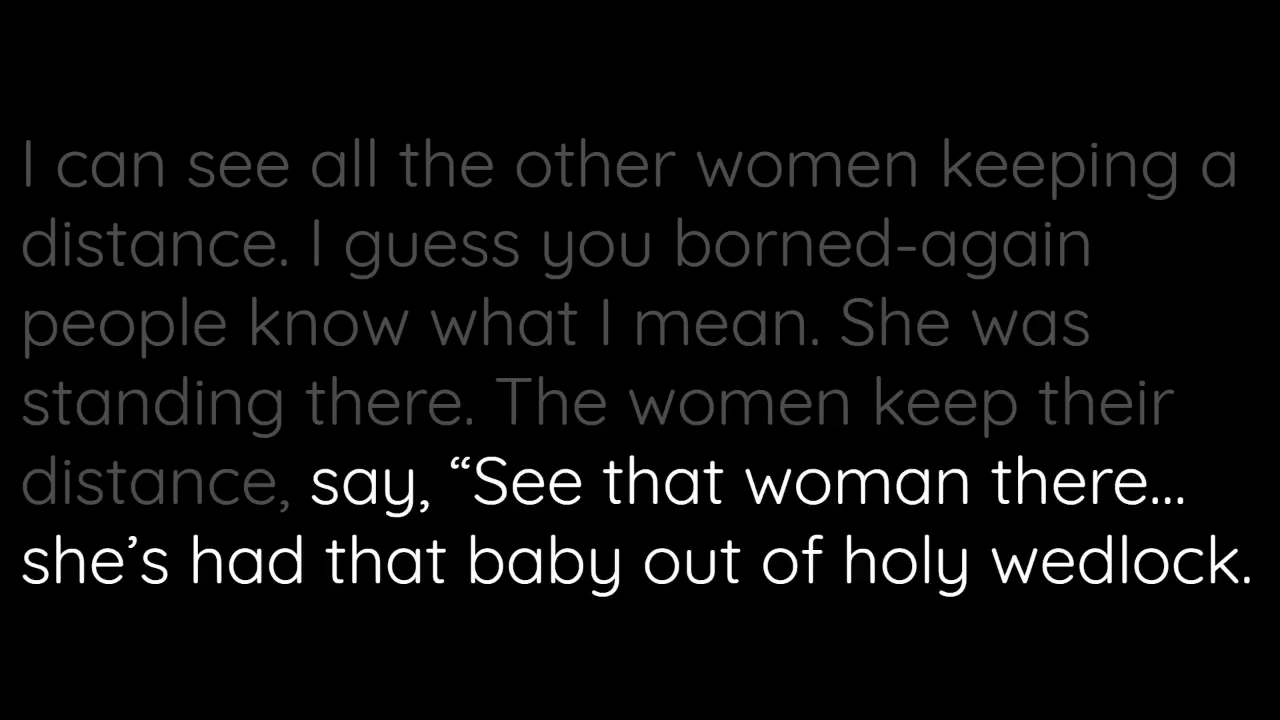 I can see all the other women keeping a
distance. I guess you borned-again
people know what I mean. She was
standing there. The women keep their
distance, say, “See that woman there...
she’s had that baby out of holy wedlock.